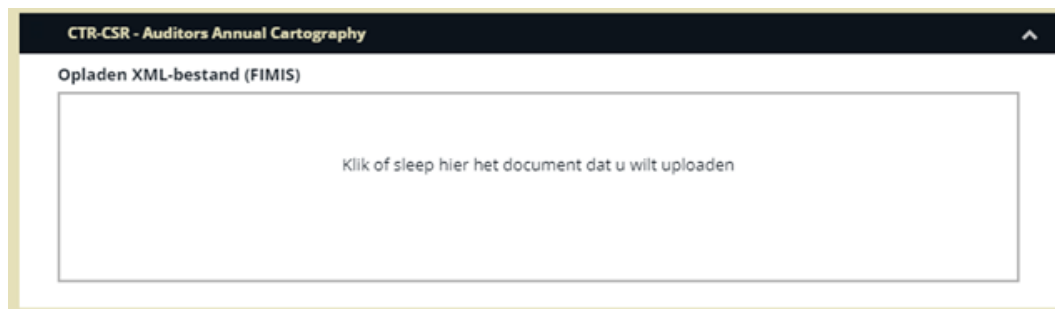 CTR-CSR - Auditors Annual Cartography
Opladen XML-bestand (FIMIS)
Klik of sleep hier het document dat u wilt uploaden